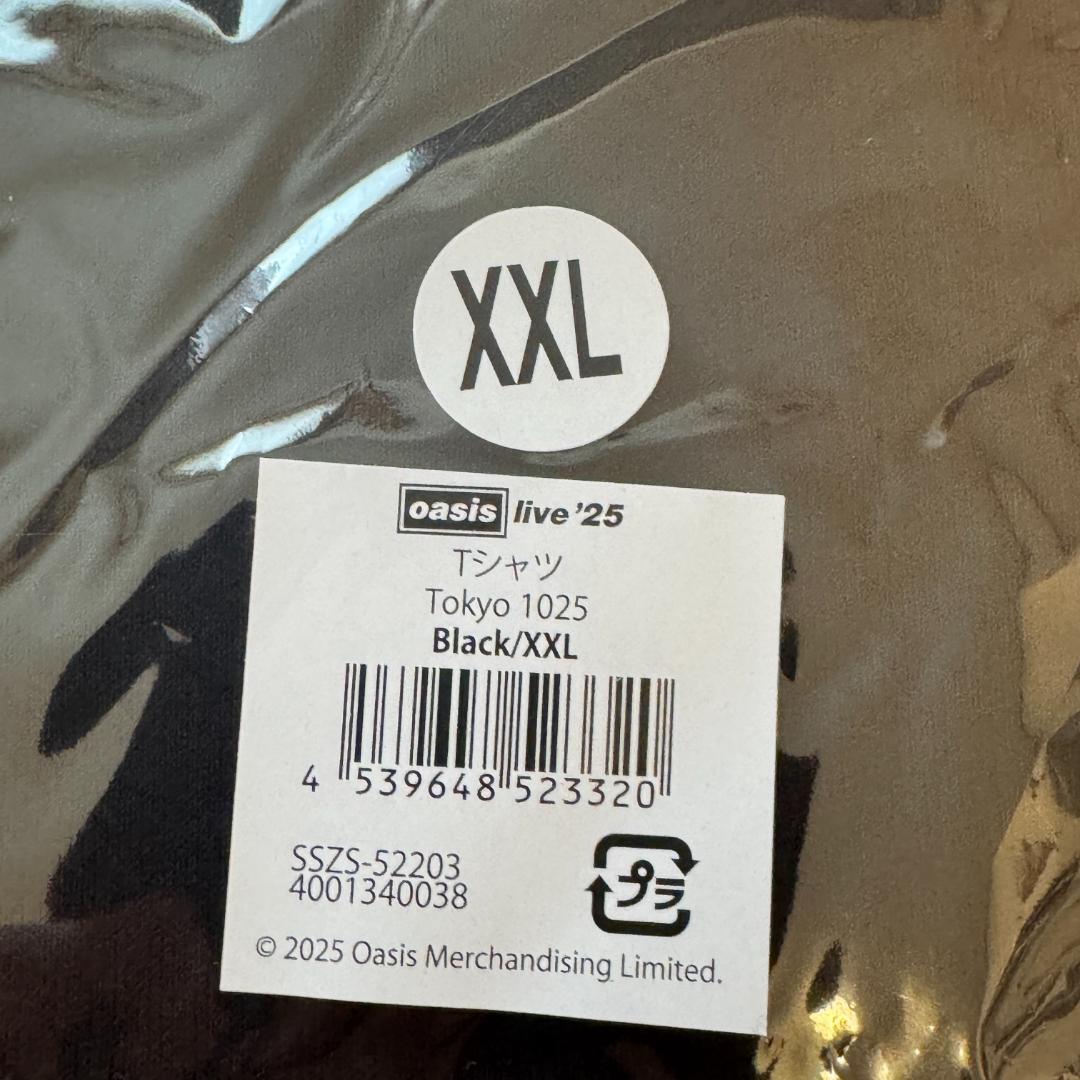 XXL
oasis live '25
Tシャツ
Tokyo 1025
Black/XXL
4 539648 523320
SSZS-52203
4001340038
プラ
© 2025 Oasis Merchandising Limited.